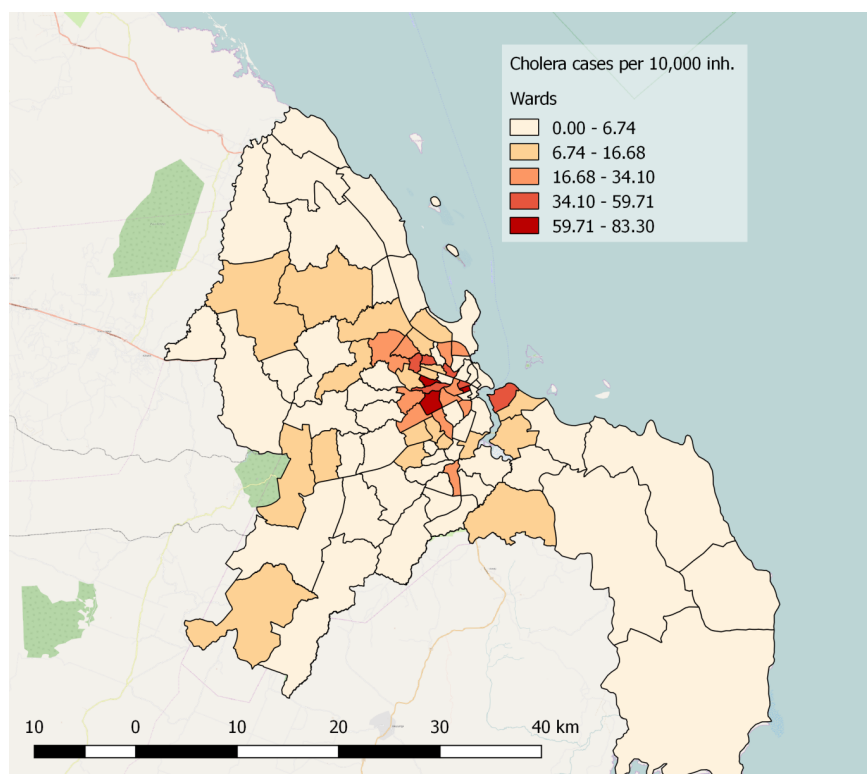 Cholera cases per 10,000 inh.
Wards
0.00 - 6.74
6.74 - 16.68
16.68 - 34.10
34.10 - 59.71
59.71 - 83.30
10 0 10 20 30 40 km